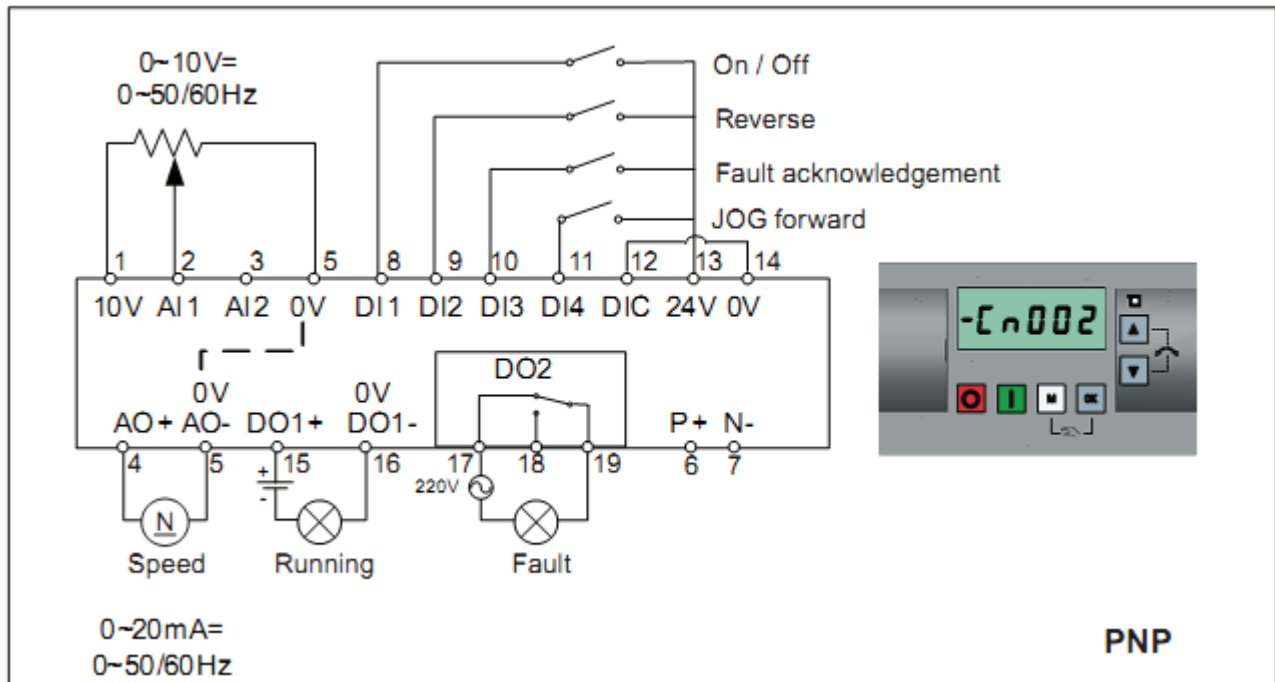 0~10V=
0~50/60Hz
On / Off
Reverse
Fault acknowledgement
JOG forward
1 2 3 5 8 9 10 11 12 13 14
10V AI1 AI2 0V DI1 DI2 DI3 DI4 DIC 24V 0V
-Cn002
DO2
0V 0V
AO+ AO- DO1+ DO1- P+ N-
4 5 15 16 17 18 19 6 7
+
-
220V
N
M OK
Speed Running Fault
0~20mA=
0~50/60Hz
PNP